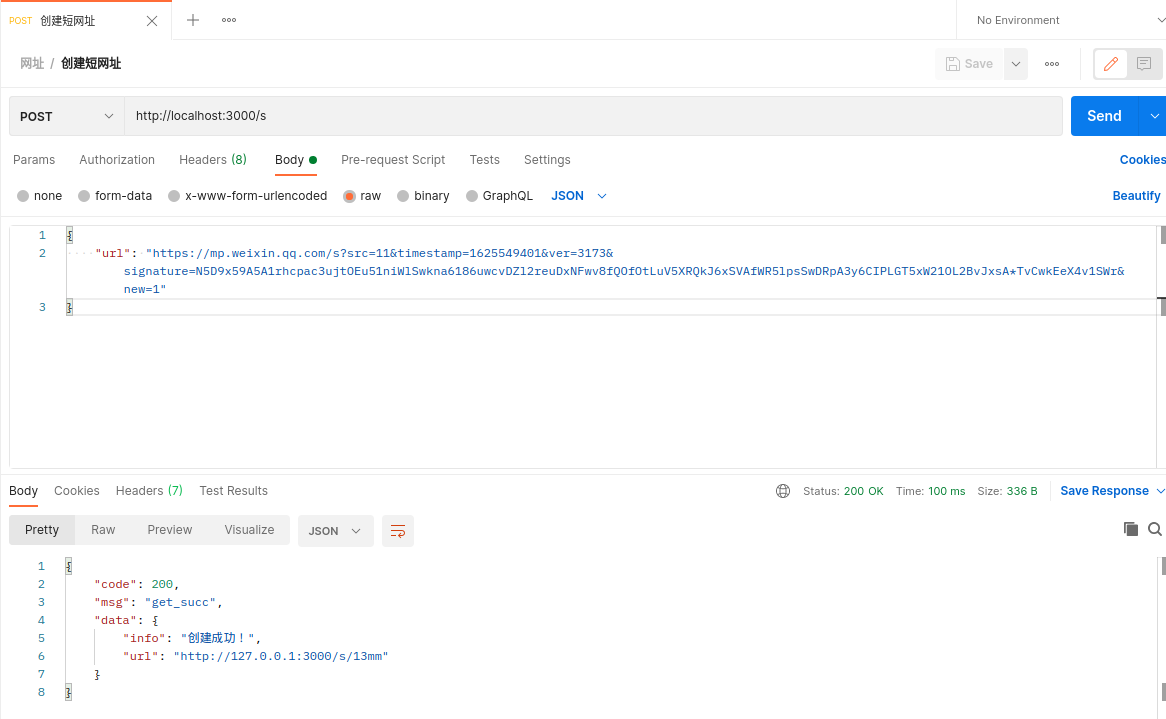 POST 创建短网址
No Environment
网址 / 创建短网址
Save
POST http://localhost:3000/s Send
Params Authorization Headers (8) Body Pre-request Script Tests Settings Cookies
none form-data x-www-form-urlencoded raw binary GraphQL JSON Beautify
1 {
2 "url": "https://mp.weixin.qq.com/s?src=11&timestamp=1625549401&ver=3173&
signature=N5D9x59A5A1rhcpac3ujtOEu51niWlSwkna6186uwcvDZl2reuDxNFwv8fQOfOtLuV5XRQkJ6xSVAfWR5lpsSwDRpA3y6CIPLGT5xW21OL2BvJxsA*TvCwkEeX4v1SWr&
new=1"
3 }
Body Cookies Headers (7) Test Results Status: 200 OK Time: 100 ms Size: 336 B Save Response
Pretty Raw Preview Visualize JSON
1 {
2 "code": 200,
3 "msg": "get_succ",
4 "data": {
5 "info": "创建成功！",
6 "url": "http://127.0.0.1:3000/s/13mm"
7 }
8 }